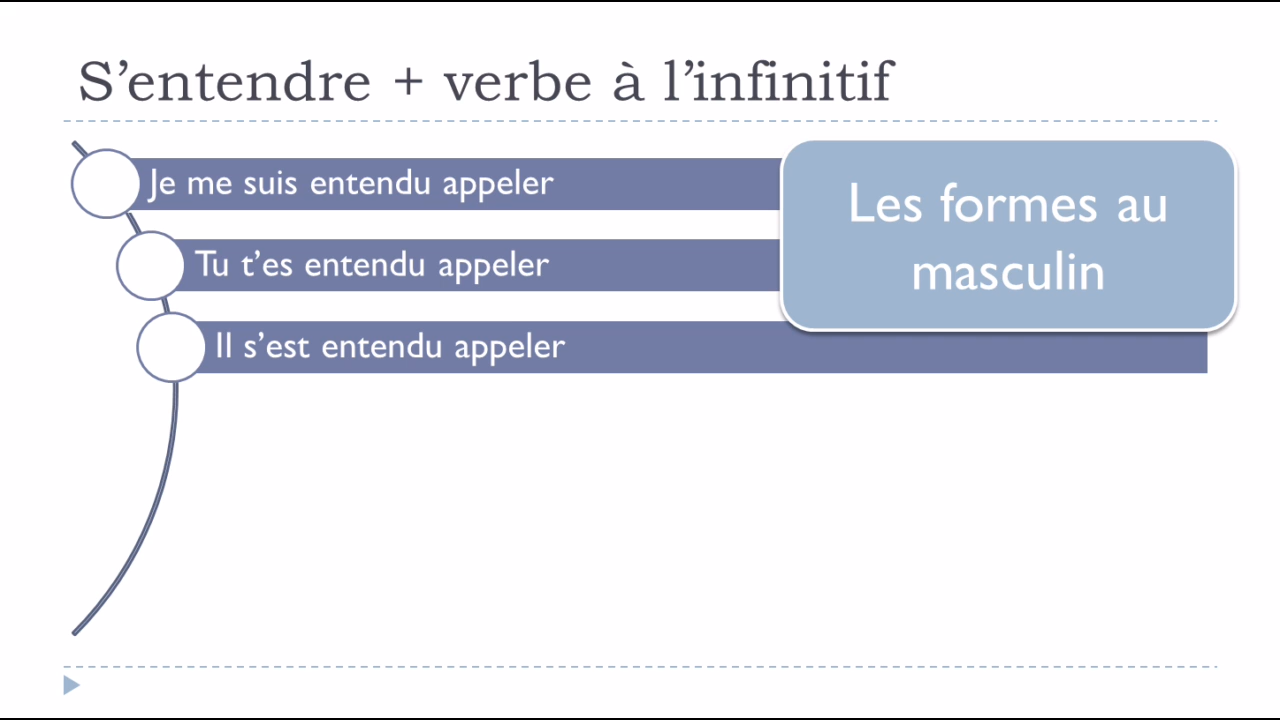 S’entendre + verbe à l’infinitif
Je me suis entendu appeler
Tu t’es entendu appeler
Il s’est entendu appeler
Les formes au
masculin